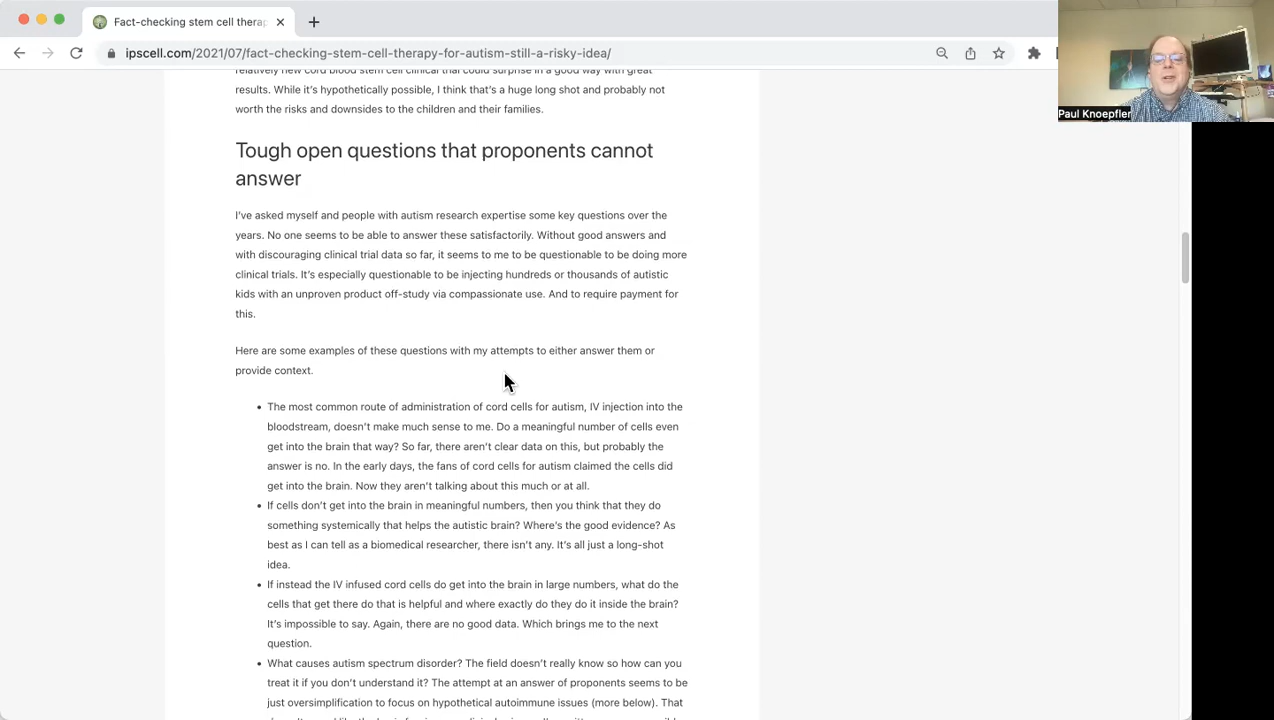 Fact-checking stem cell therap
ipscell.com/2021/07/fact-checking-stem-cell-therapy-for-autism-still-a-risky-idea/
Paul Knoepfler
relatively new cord blood stem cell clinical trial could surprise in a good way with great
results. While it's hypothetically possible, I think that's a huge long shot and probably not
worth the risks and downsides to the children and their families.
Tough open questions that proponents cannot
answer
I've asked myself and people with autism research expertise some key questions over the
years. No one seems to be able to answer these satisfactorily. Without good answers and
with discouraging clinical trial data so far, it seems to me to be questionable to be doing more
clinical trials. It's especially questionable to be injecting hundreds or thousands of autistic
kids with an unproven product off-study via compassionate use. And to require payment for
this.
Here are some examples of these questions with my attempts to either answer them or
provide context.
• The most common route of administration of cord cells for autism, IV injection into the
bloodstream, doesn't make much sense to me. Do a meaningful number of cells even
get into the brain that way? So far, there aren't clear data on this, but probably the
answer is no. In the early days, the fans of cord cells for autism claimed the cells did
get into the brain. Now they aren't talking about this much or at all.
• If cells don't get into the brain in meaningful numbers, then you think that they do
something systemically that helps the autistic brain? Where's the good evidence? As
best as I can tell as a biomedical researcher, there isn't any. It's all just a long-shot
idea.
• If instead the IV infused cord cells do get into the brain in large numbers, what do the
cells that get there do that is helpful and where exactly do they do it inside the brain?
It's impossible to say. Again, there are no good data. Which brings me to the next
question.
• What causes autism spectrum disorder? The field doesn't really know so how can you
treat it if you don't understand it? The attempt at an answer of proponents seems to be
just oversimplification to focus on hypothetical autoimmune issues (more below). That